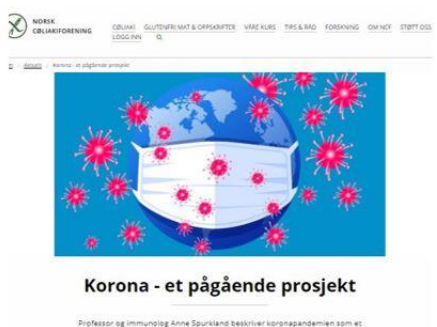 NORSK
CØLIAKIFORENING
CØLIAKI GLUTENFRI MAT & OPPSKRIFTER VÅRE KURS TIPS & RÅD FORSKNING OM NCF STØTT OSS
LOGG INN
Aktuelt / Korona - et pågående prosjekt
Korona - et pågående prosjekt
Professor og immunolog Anne Spurkland beskriver koronapandemien som et